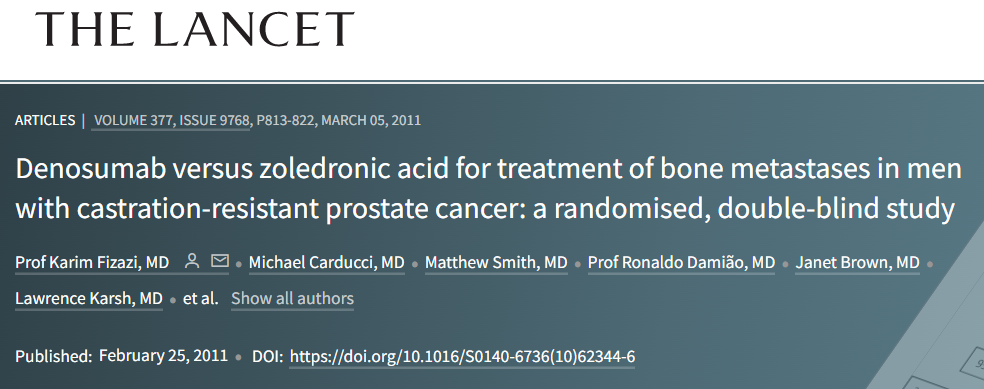 THE LANCET
ARTICLES | VOLUME 377, ISSUE 9768, P813-822, MARCH 05, 2011
Denosumab versus zoledronic acid for treatment of bone metastases in men
with castration-resistant prostate cancer: a randomised, double-blind study
Prof Karim Fizazi, MD • Michael Carducci, MD • Matthew Smith, MD • Prof Ronaldo Damião, MD • Janet Brown, MD •
Lawrence Karsh, MD • et al. Show all authors
Published: February 25, 2011 • DOI: https://doi.org/10.1016/S0140-6736(10)62344-6